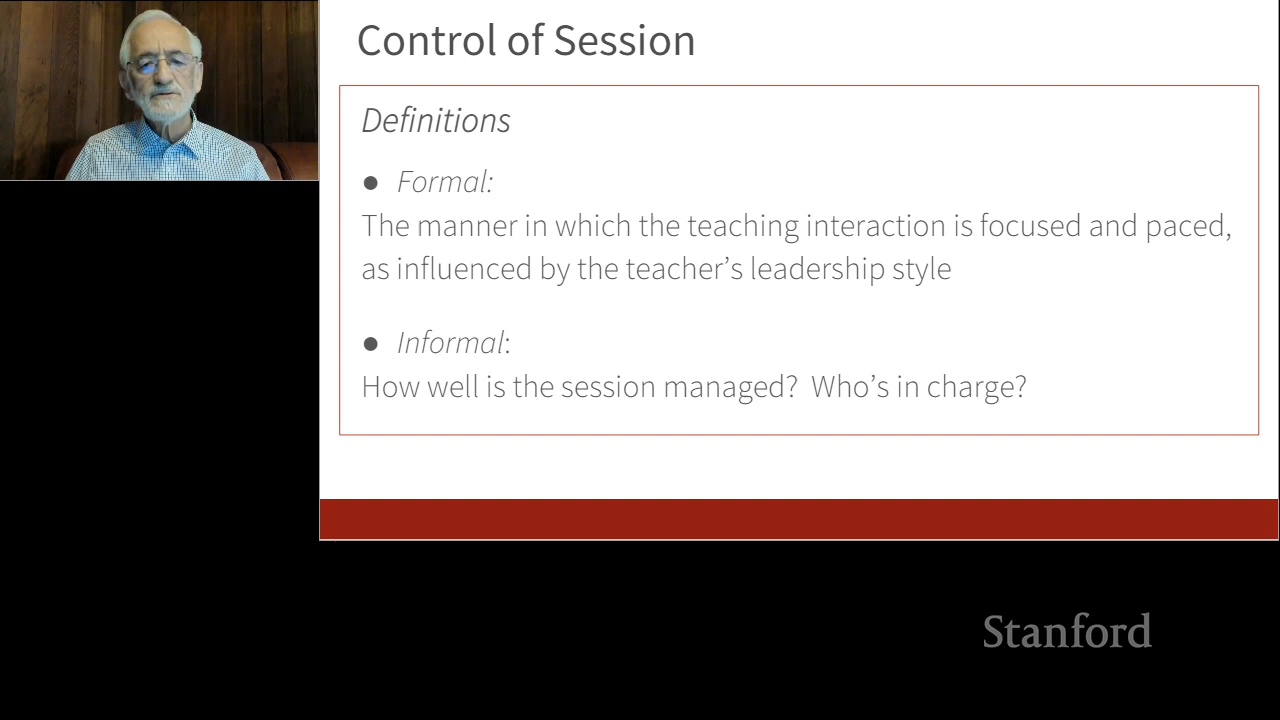 Control of Session
Definitions
● Formal:
The manner in which the teaching interaction is focused and paced,
as influenced by the teacher’s leadership style
● Informal:
How well is the session managed?  Who’s in charge?
Stanford